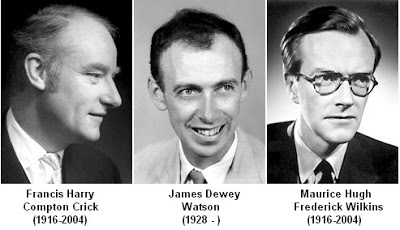 Francis Harry
Compton Crick
(1916-2004)
James Dewey
Watson
(1928 - )
Maurice Hugh
Frederick Wilkins
(1916-2004)